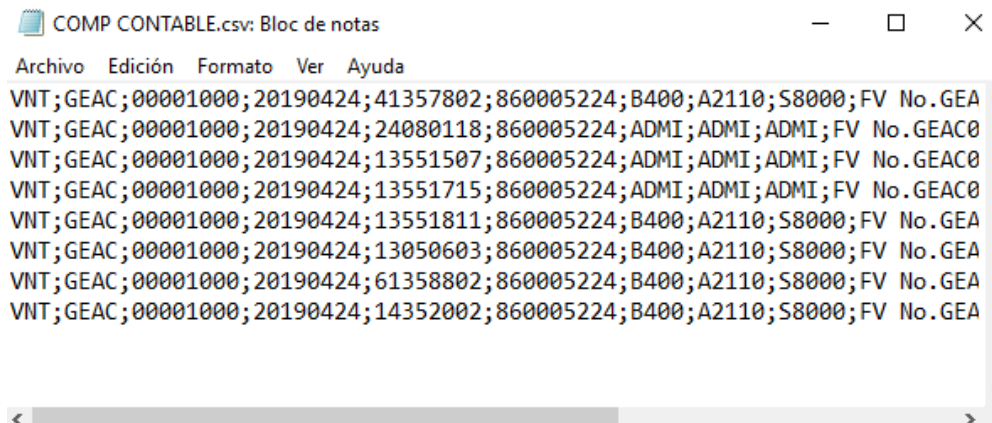 COMP CONTABLE.csv: Bloc de notas
Archivo Edición Formato Ver Ayuda
VNT;GEAC;00001000;20190424;41357802;860005224;B400;A2110;S8000;FV No.GEA
VNT;GEAC;00001000;20190424;24080118;860005224;ADMI;ADMI;ADMI;FV No.GEAC0
VNT;GEAC;00001000;20190424;13551507;860005224;ADMI;ADMI;ADMI;FV No.GEAC0
VNT;GEAC;00001000;20190424;13551715;860005224;ADMI;ADMI;ADMI;FV No.GEAC0
VNT;GEAC;00001000;20190424;13551811;860005224;B400;A2110;S8000;FV No.GEA
VNT;GEAC;00001000;20190424;13050603;860005224;B400;A2110;S8000;FV No.GEA
VNT;GEAC;00001000;20190424;61358802;860005224;B400;A2110;S8000;FV No.GEA
VNT;GEAC;00001000;20190424;14352002;860005224;B400;A2110;S8000;FV No.GEA